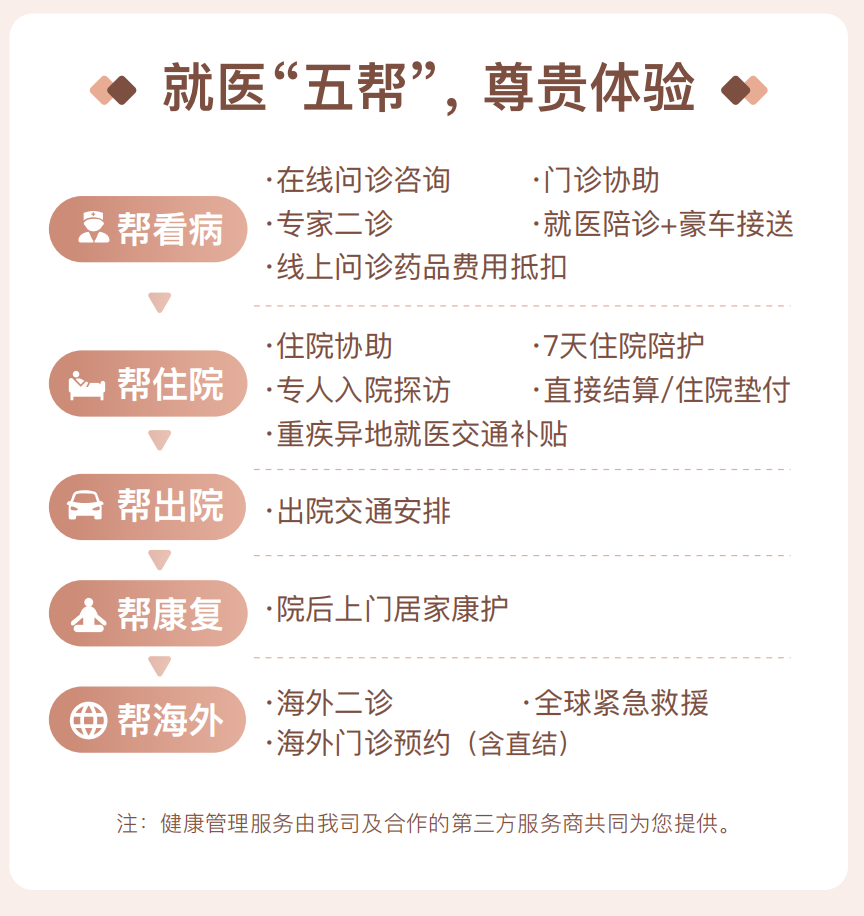 就医“五帮”，尊贵体验
帮看病
·在线问诊咨询 ·门诊协助
·专家二诊 ·就医陪诊+豪车接送
·线上问诊药品费用抵扣
帮住院
·住院协助 ·7天住院陪护
·专人入院探访 ·直接结算/住院垫付
·重疾异地就医交通补贴
帮出院
·出院交通安排
帮康复
·院后上门居家康护
帮海外
·海外二诊 ·全球紧急救援
·海外门诊预约（含直结）
注：健康管理服务由我司及合作的第三方服务商共同为您提供。